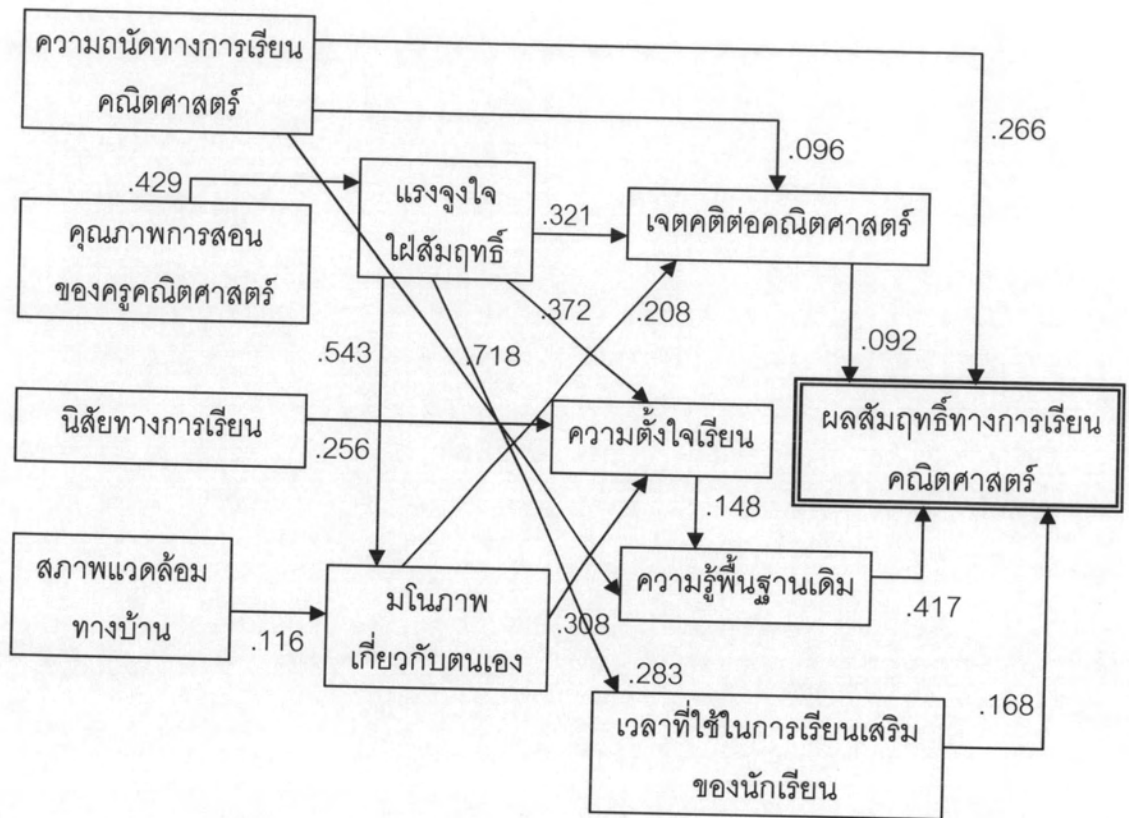 ความถนัดทางการเรียน
คณิตศาสตร์
.266
.096
.429
แรงจูงใจ
ใฝ่สัมฤทธิ์
.321
เจตคติต่อคณิตศาสตร์
คุณภาพการสอน
ของครูคณิตศาสตร์
.372
.208
.543
.718
.092
นิสัยทางการเรียน
.256
ความตั้งใจเรียน
ผลสัมฤทธิ์ทางการเรียน
คณิตศาสตร์
.148
สภาพแวดล้อม
ทางบ้าน
.116
มโนภาพ
เกี่ยวกับตนเอง
.308
ความรู้พื้นฐานเดิม
.417
.283
เวลาที่ใช้ในการเรียนเสริม
ของนักเรียน
.168